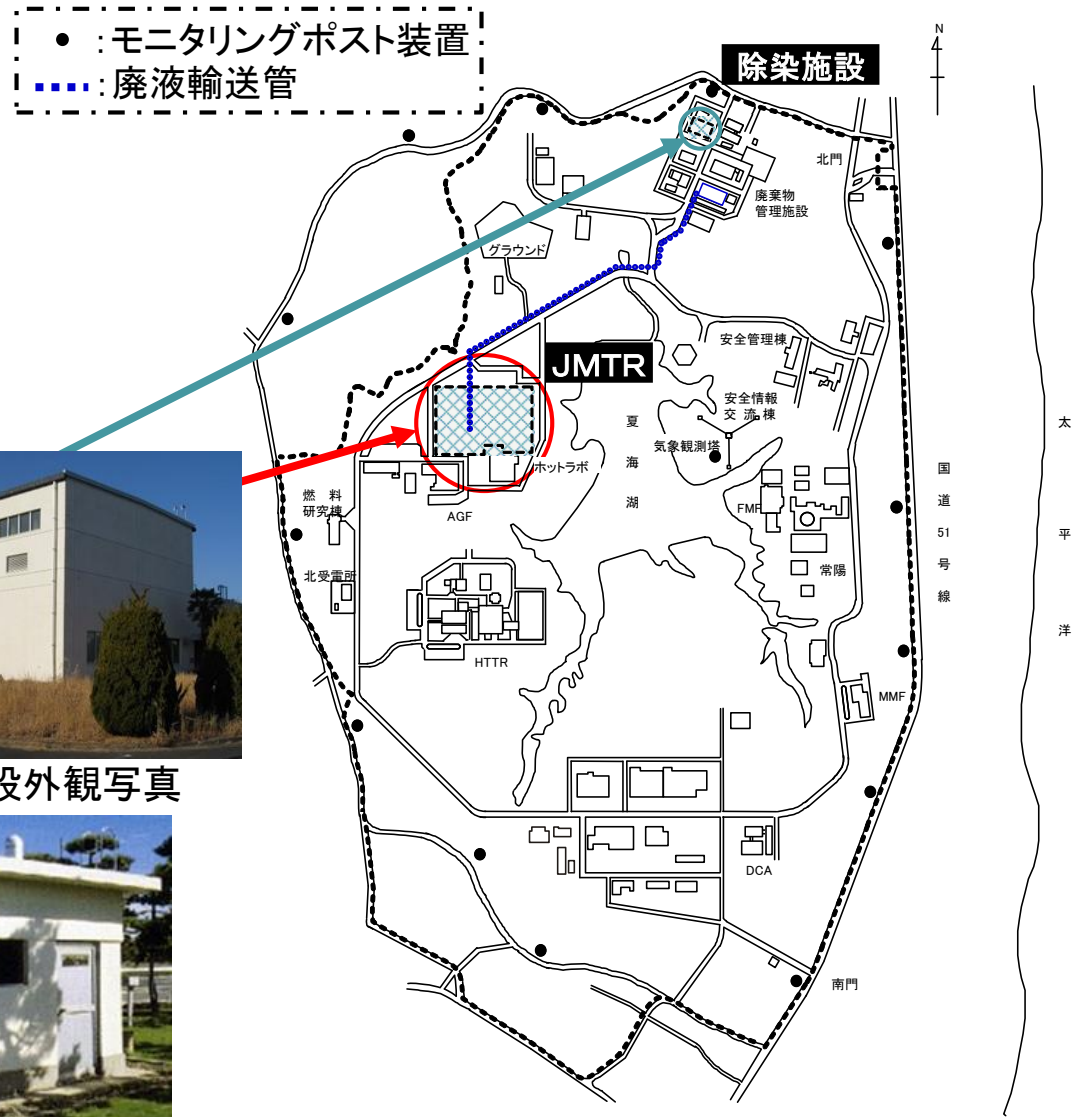 ● :モニタリングポスト装置
:廃液輸送管
N
除染施設
北門
廃棄物
管理施設
グラウンド
安全管理棟
JMTR
安全情報
交流棟
夏海湖
気象観測塔
太平洋
国道51号線
ホットラボ
燃料
研究棟
AGF
FMF
北受電所
常陽
HTTR
MMF
設外観写真
DCA
南門